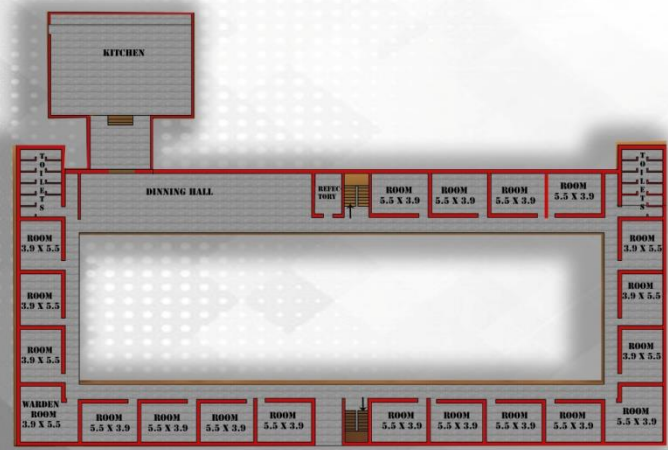 KITCHEN
TOILETS
DINNING HALL
REFEC-
TORY
ROOM
5.5 X 3.9
ROOM
5.5 X 3.9
ROOM
5.5 X 3.9
ROOM
5.5 X 3.9
TOILETS
ROOM
3.9 X 5.5
ROOM
3.9 X 5.5
ROOM
3.9 X 5.5
ROOM
3.9 X 5.5
ROOM
3.9 X 5.5
ROOM
3.9 X 5.5
WARDEN
ROOM
3.9 X 5.5
ROOM
5.5 X 3.9
ROOM
5.5 X 3.9
ROOM
5.5 X 3.9
ROOM
5.5 X 3.9
ROOM
5.5 X 3.9
ROOM
5.5 X 3.9
ROOM
5.5 X 3.9
ROOM
5.5 X 3.9
ROOM
5.5 X 3.9